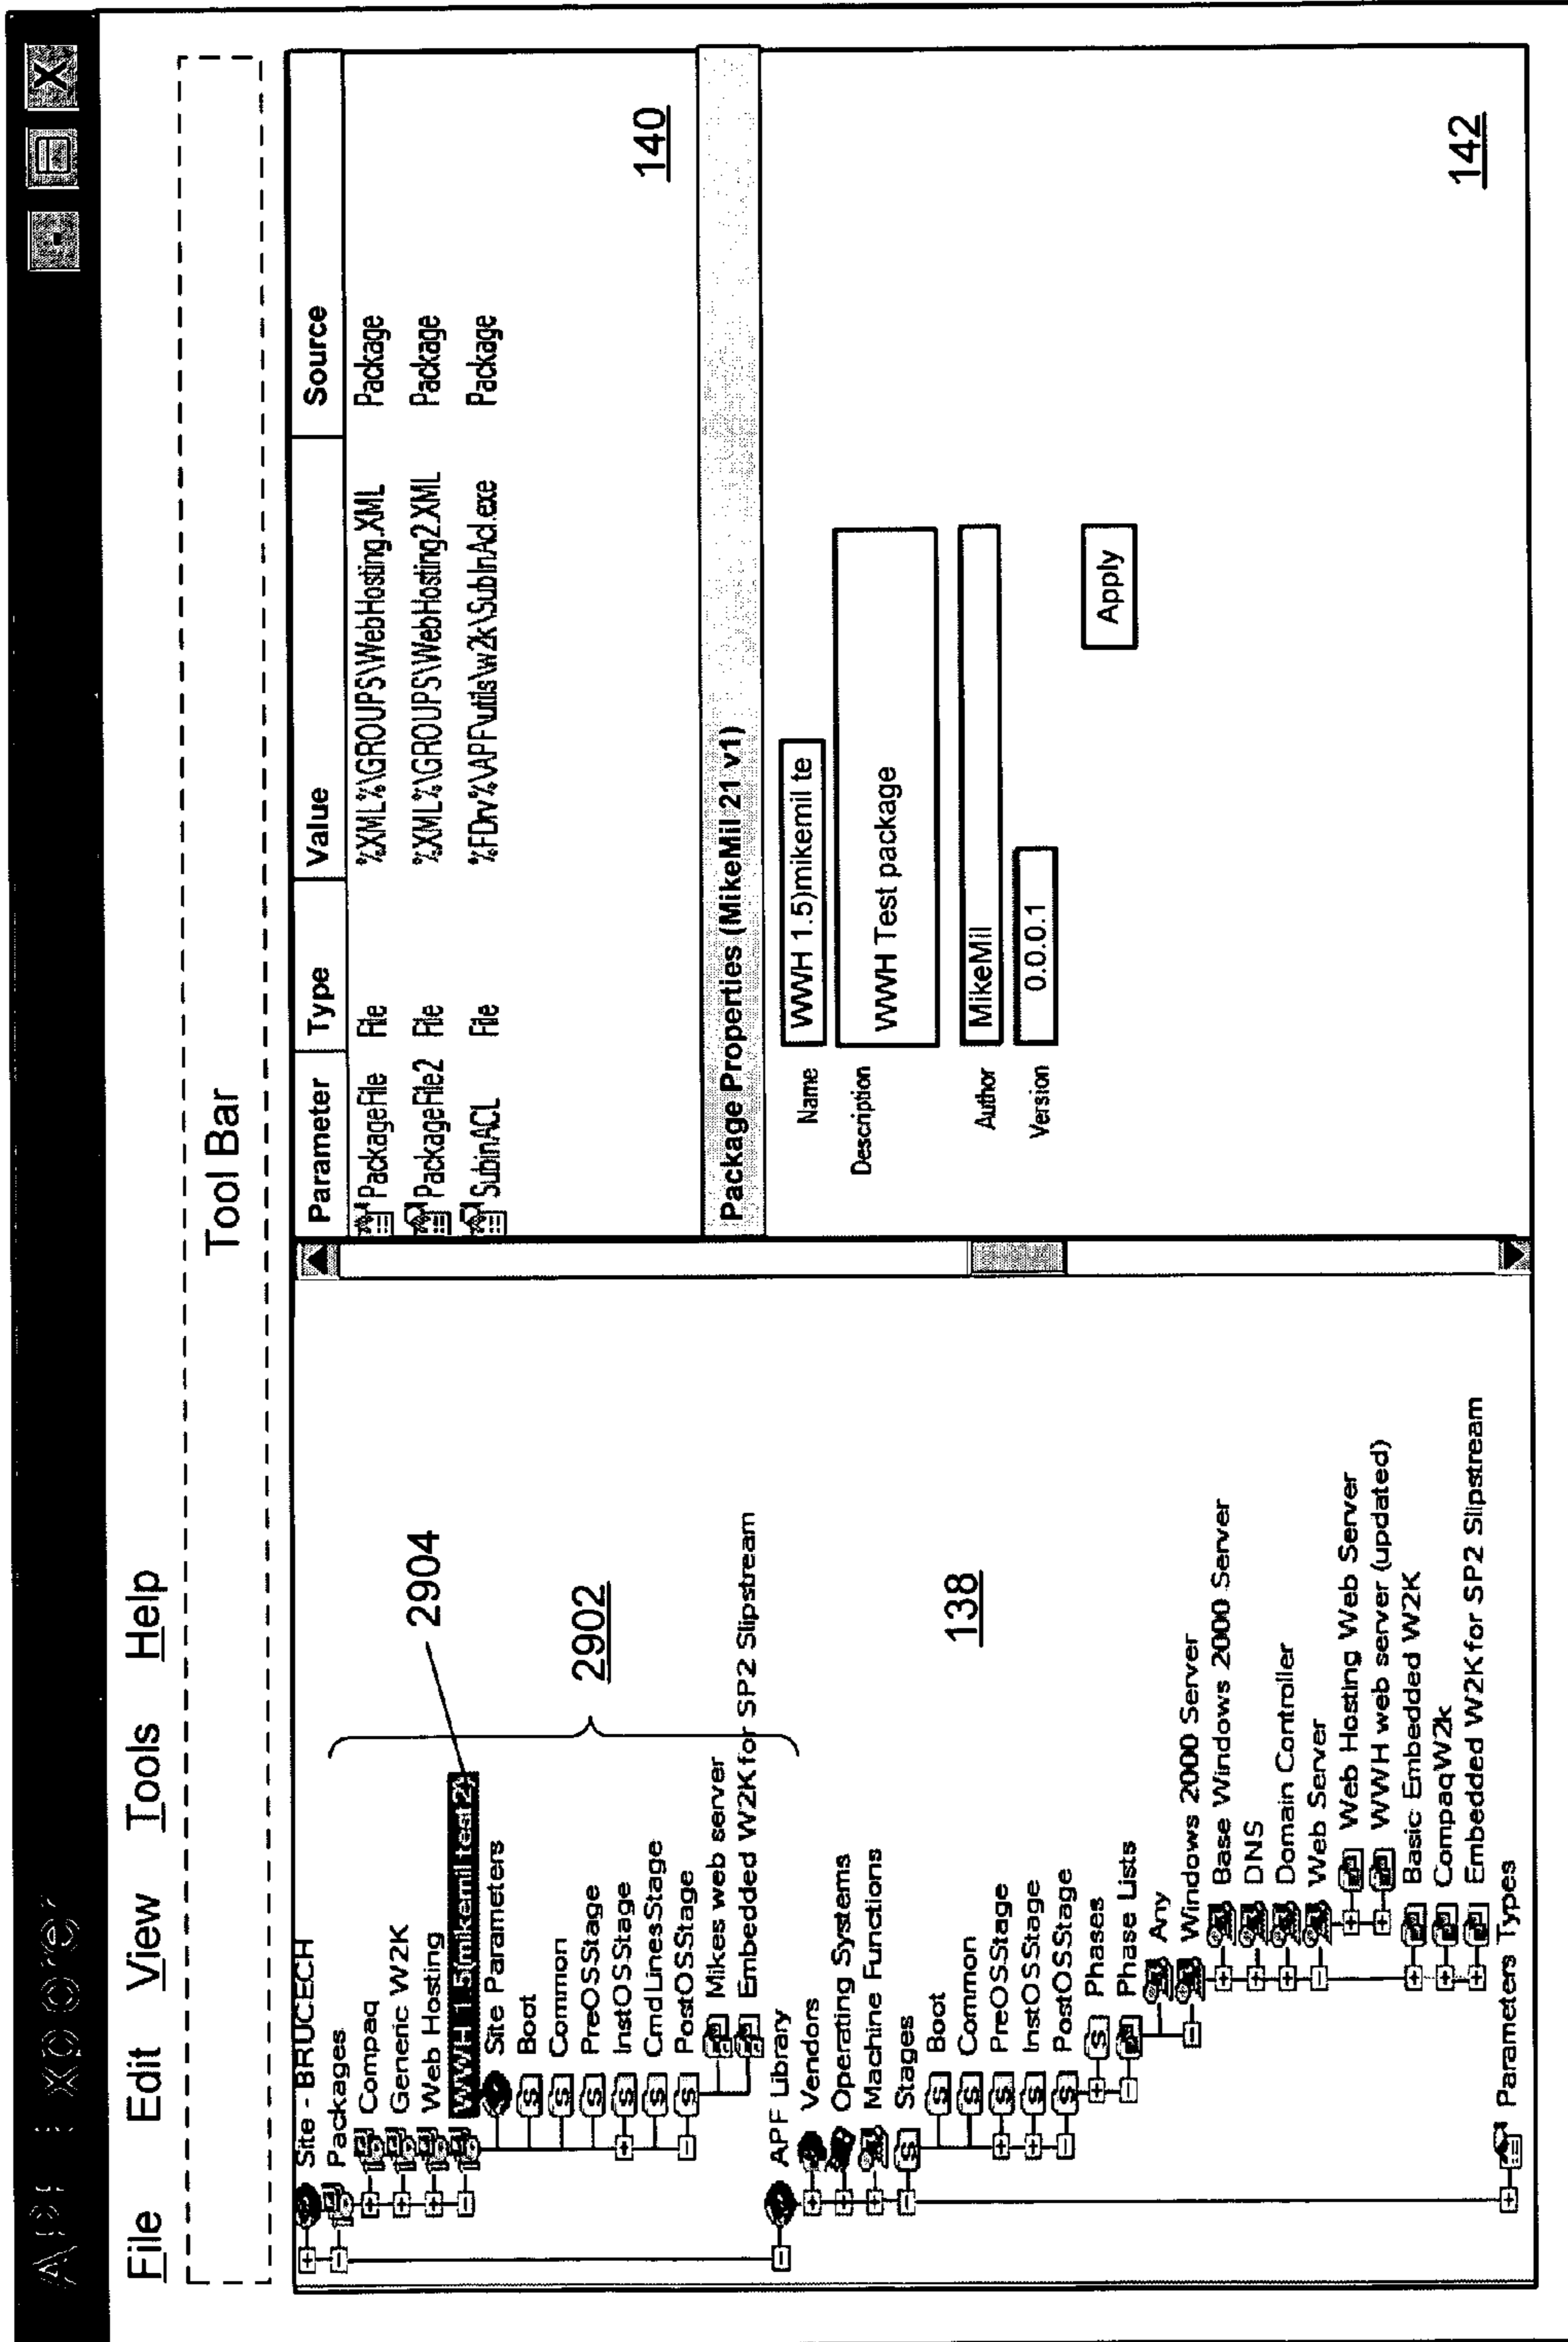 APF Explorer
File Edit View Tools Help
Tool Bar
Site - BRUCECH
Packages
Compaq
Generic W2K
Web Hosting
WWH 1.5(mikemil test2)
Site Parameters
Boot
Common
PreOSStage
InstOSStage
CmdLinesStage
PostOSStage
Mikes web server
Embedded W2K for SP2 Slipstream
APF Library
Vendors
Operating Systems
Machine Functions
Stages
Boot
Common
PreOSStage
InstOSStage
PostOSStage
Phases
Phase Lists
Any
Windows 2000 Server
Base Windows 2000 Server
DNS
Domain Controller
Web Server
Web Hosting Web Server
WWH web server (updated)
Basic Embedded W2K
CompaqW2k
Embedded W2K for SP2 Slipstream
Parameters Types
2904
2902
138
Parameter Type Value Source
PackageFile File %XML%\GROUPS\WebHosting.XML Package
PackageFile2 File %XML%\GROUPS\WebHosting2.XML Package
SubinACL File %FDrv%\APF\utils\w2k\SubInAcl.exe Package
140
Package Properties (MikeMil 21 v1)
Name WWH 1.5)mikemil te
Description WWH Test package
Author MikeMil
Version 0.0.0.1
Apply
142